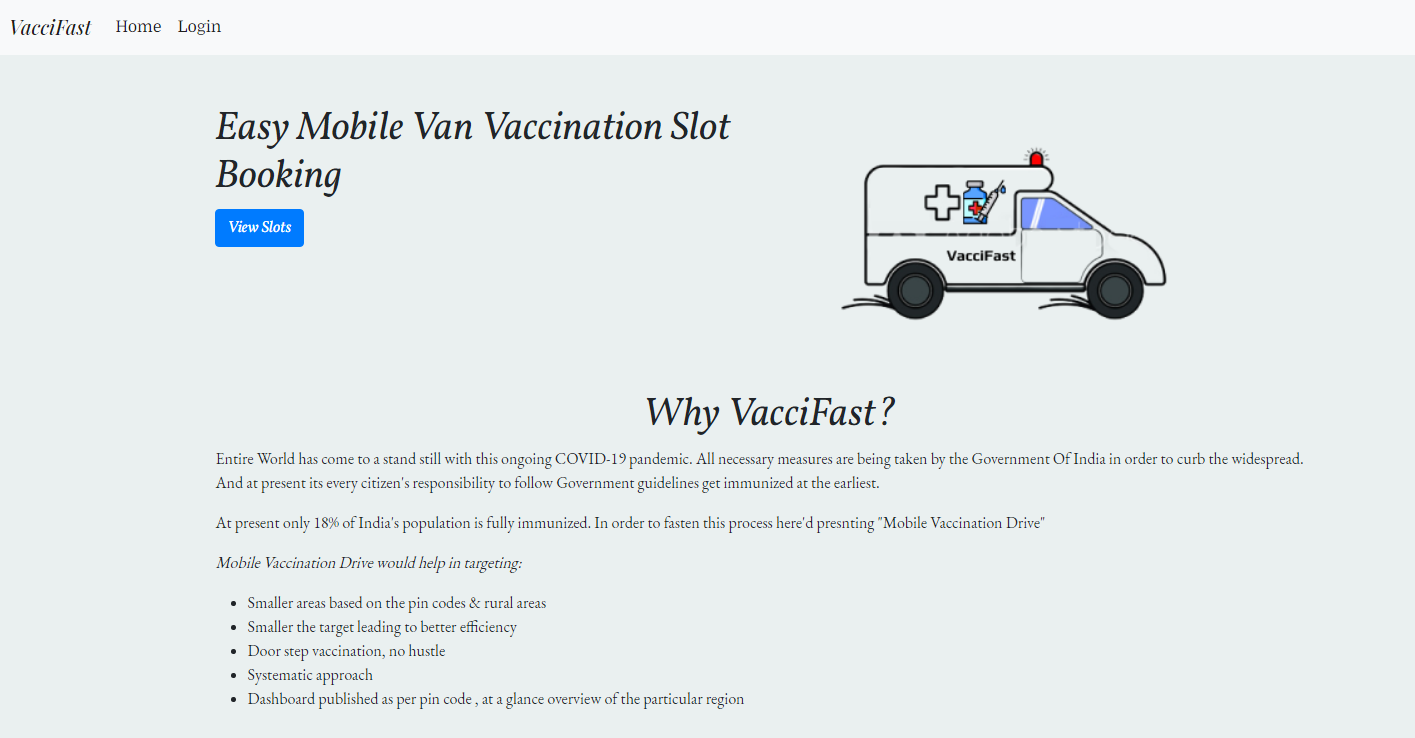 VacciFast Home Login
Easy Mobile Van Vaccination Slot
Booking
View Slots
VacciFast
Why VacciFast?
Entire World has come to a stand still with this ongoing COVID-19 pandemic. All necessary measures are being taken by the Government Of India in order to curb the widespread.
And at present its every citizen's responsibility to follow Government guidelines get immunized at the earliest.
At present only 18% of India's population is fully immunized. In order to fasten this process here'd presnting "Mobile Vaccination Drive"
Mobile Vaccination Drive would help in targeting:
• Smaller areas based on the pin codes & rural areas
• Smaller the target leading to better efficiency
• Door step vaccination, no hustle
• Systematic approach
• Dashboard published as per pin code , at a glance overview of the particular region